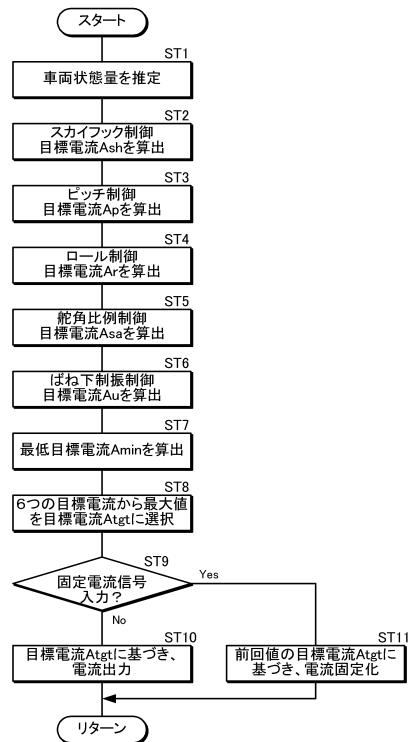 スタート
ST1
車両状態量を推定
ST2
スカイフック制御
目標電流Ashを算出
ST3
ピッチ制御
目標電流Apを算出
ST4
ロール制御
目標電流Arを算出
ST5
舵角比例制御
目標電流Asaを算出
ST6
ばね下制振制御
目標電流Auを算出
ST7
最低目標電流Aminを算出
ST8
6つの目標電流から最大値
を目標電流Atgtに選択
ST9
固定電流信号
入力？
Yes
No
ST10
目標電流Atgtに基づき、
電流出力
ST11
前回値の目標電流Atgtに
基づき、電流固定化
リターン